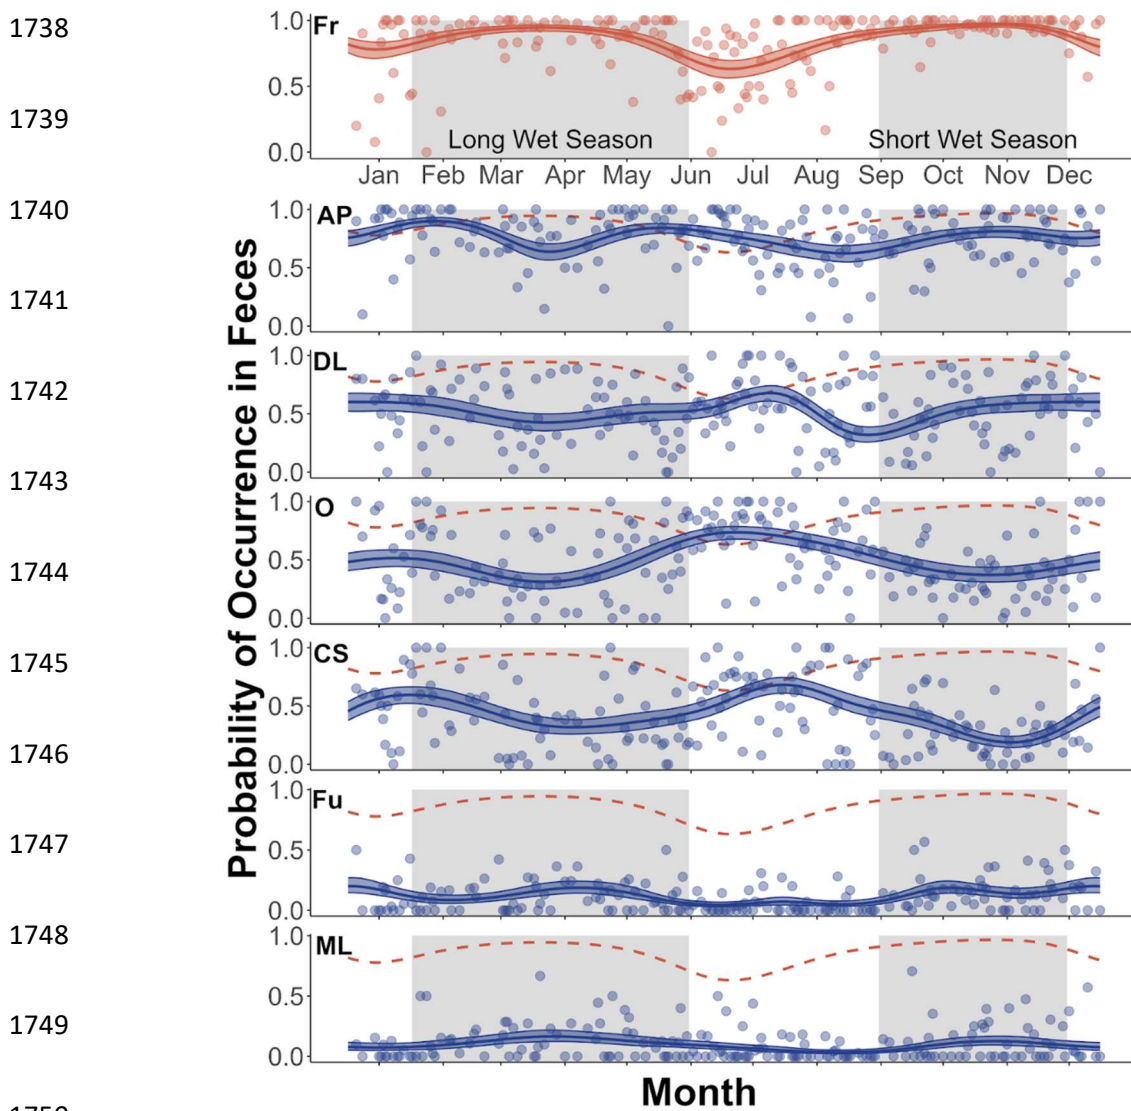 1738
1739
1740
1741
1742
1743
1744
1745
1746
1747
1748
1749
Probability of Occurrence in Feces
1.0
0.5
0.0
Fr
Long Wet Season
Short Wet Season
Jan Feb Mar Apr May Jun Jul Aug Sep Oct Nov Dec
1.0
0.5
0.0
AP
1.0
0.5
0.0
DL
1.0
0.5
0.0
O
1.0
0.5
0.0
CS
1.0
0.5
0.0
Fu
1.0
0.5
0.0
ML
Month